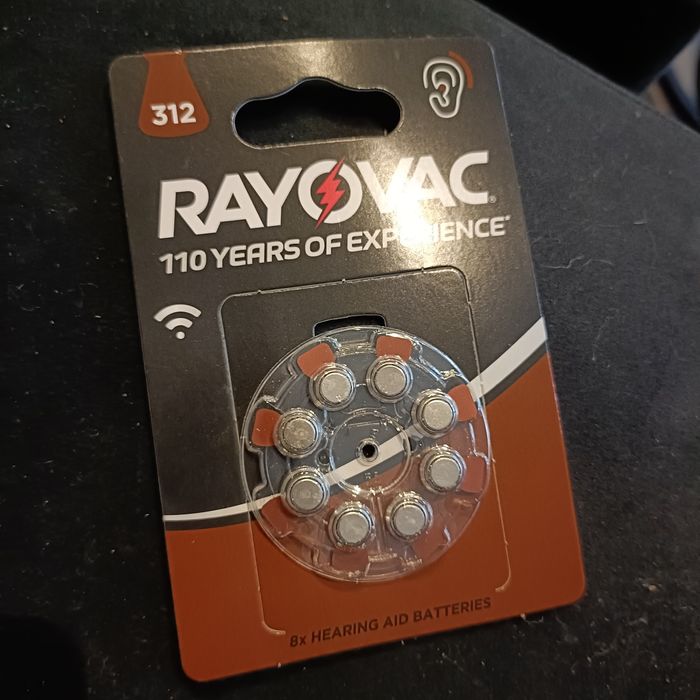 312
RAYOVAC
110 YEARS OF EXPERIENCE*
8x HEARING AID BATTERIES